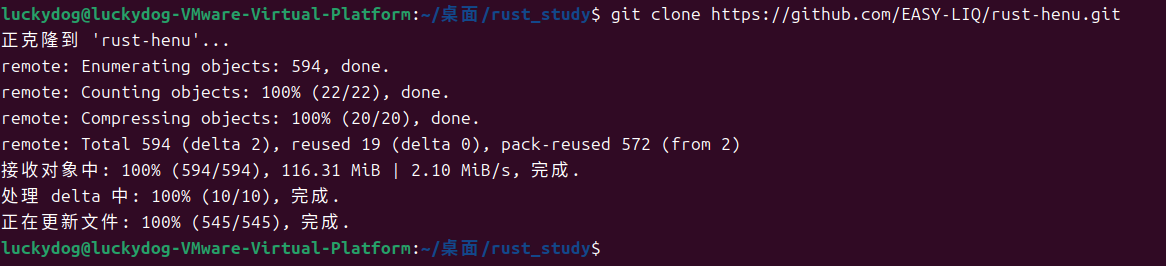 luckydog@luckydog-VMware-Virtual-Platform:~/桌面/rust_study$ git clone https://github.com/EASY-LIQ/rust-henu.git
正克隆到 'rust-henu'...
remote: Enumerating objects: 594, done.
remote: Counting objects: 100% (22/22), done.
remote: Compressing objects: 100% (20/20), done.
remote: Total 594 (delta 2), reused 19 (delta 0), pack-reused 572 (from 2)
接收对象中: 100% (594/594), 116.31 MiB | 2.10 MiB/s, 完成.
处理 delta 中: 100% (10/10), 完成.
正在更新文件: 100% (545/545), 完成.
luckydog@luckydog-VMware-Virtual-Platform:~/桌面/rust_study$